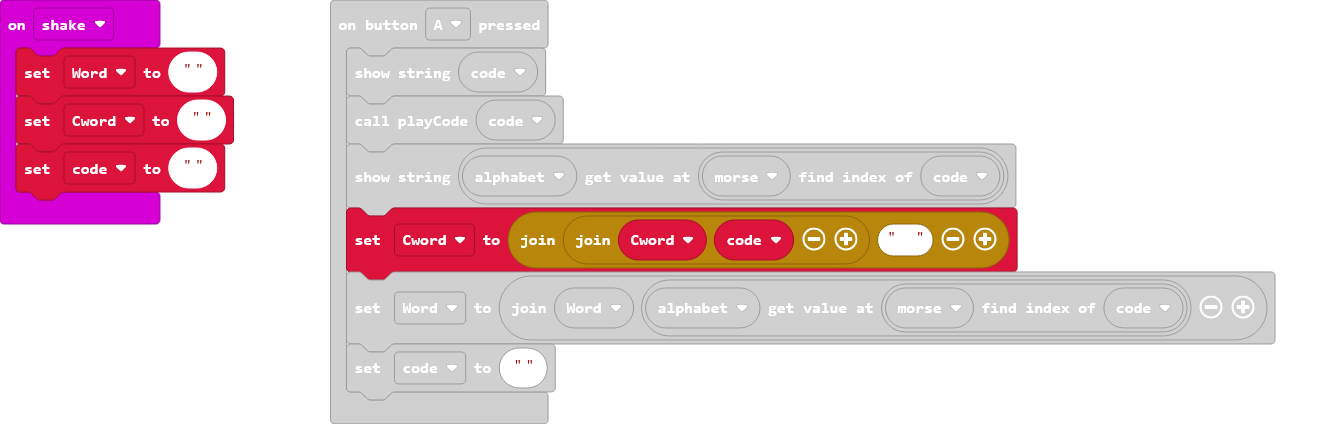 on shake
set Word to " "
set Cword to " "
set code to " "
on button A pressed
show string code
call playCode code
show string alphabet get value at morse find index of code
set Cword to join join Cword code " "
set Word to join Word alphabet get value at morse find index of code
set code to " "